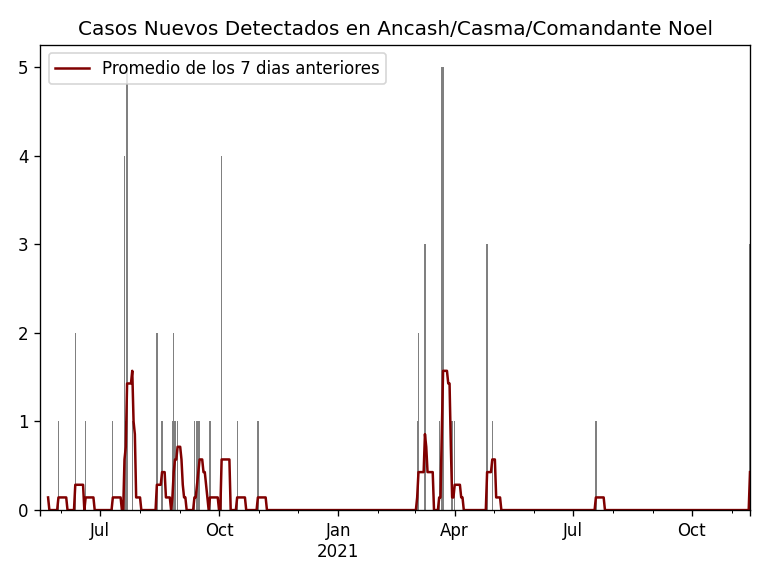 Casos Nuevos Detectados en Ancash/Casma/Comandante Noel
Promedio de los 7 dias anteriores
5
4
3
2
1
0
Jul
Oct
Jan
2021
Apr
Jul
Oct